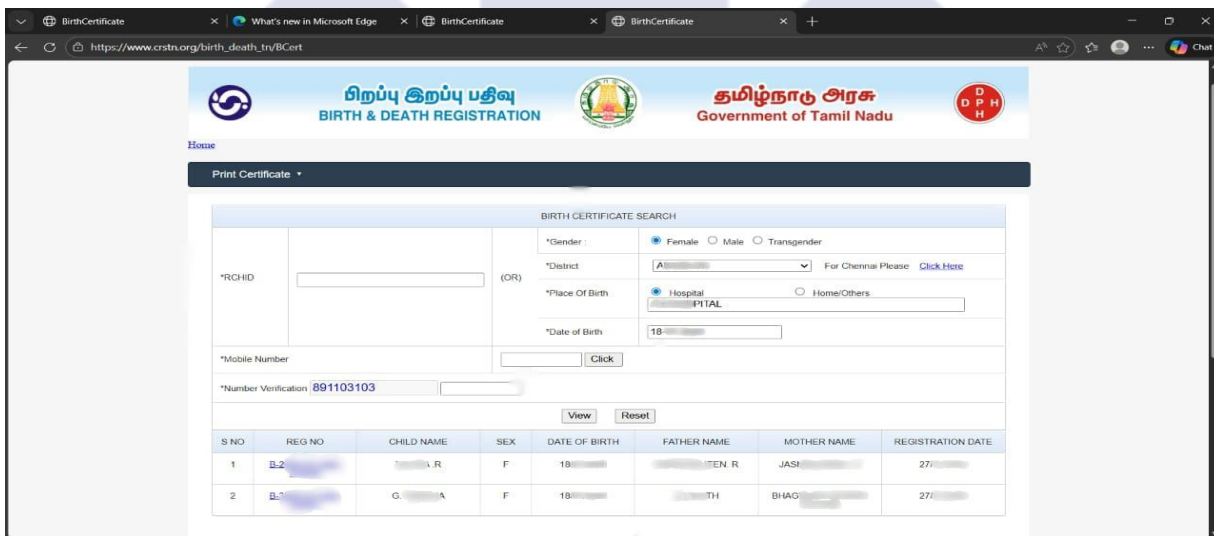 BirthCertificate
What's new in Microsoft Edge
BirthCertificate
BirthCertificate
https://www.crstn.org/birth_death_tn/BCert
Chat
பிறப்பு இறப்பு பதிவு
BIRTH & DEATH REGISTRATION
தமிழ்நாடு அரசு
Government of Tamil Nadu
D
D P H
H
Home
Print Certificate
BIRTH CERTIFICATE SEARCH
*RCHID
(OR)
*Gender : Female Male Transgender
*District For Chennai Please Click Here
*Place Of Birth Hospital Home/Others
PITAL
*Date of Birth 18-
*Mobile Number Click
*Number Verification 891103103
View Reset
S NO REG NO CHILD NAME SEX DATE OF BIRTH FATHER NAME MOTHER NAME REGISTRATION DATE
1 B-2 .R F 18 TEN. R JAS 27/
2 B- G. A F 18 TH BHAG 27/